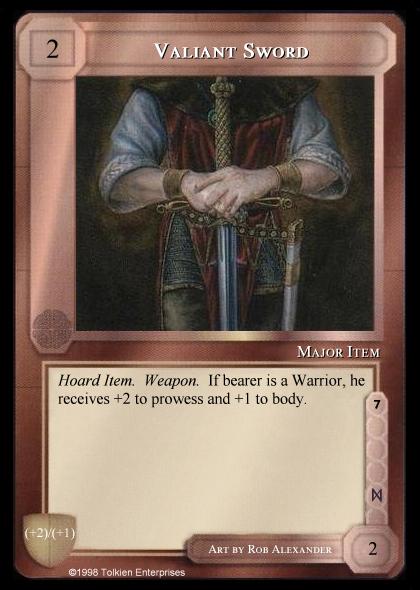 2
Valiant Sword
Major Item
Hoard Item. Weapon. If bearer is a Warrior, he
receives +2 to prowess and +1 to body.
7
ᛞ
(+2)/(+1)
Art by Rob Alexander
2
©1998 Tolkien Enterprises